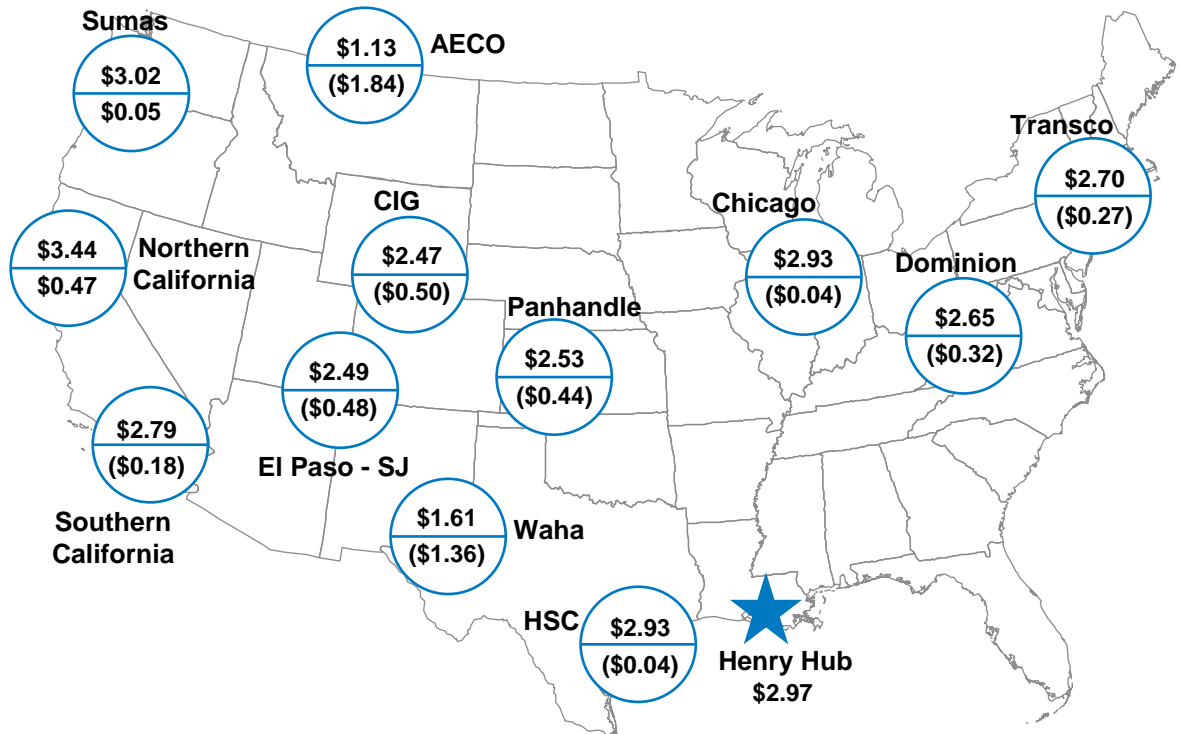 Sumas
$3.02
$0.05
$1.13
($1.84)
AECO
Transco
$2.70
($0.27)
CIG
$2.47
($0.50)
Chicago
$2.93
($0.04)
Northern
California
$3.44
$0.47
Dominion
$2.65
($0.32)
Panhandle
$2.53
($0.44)
$2.49
($0.48)
El Paso - SJ
$2.79
($0.18)
Southern
California
$1.61
($1.36)
Waha
HSC
$2.93
($0.04)
Henry Hub
$2.97